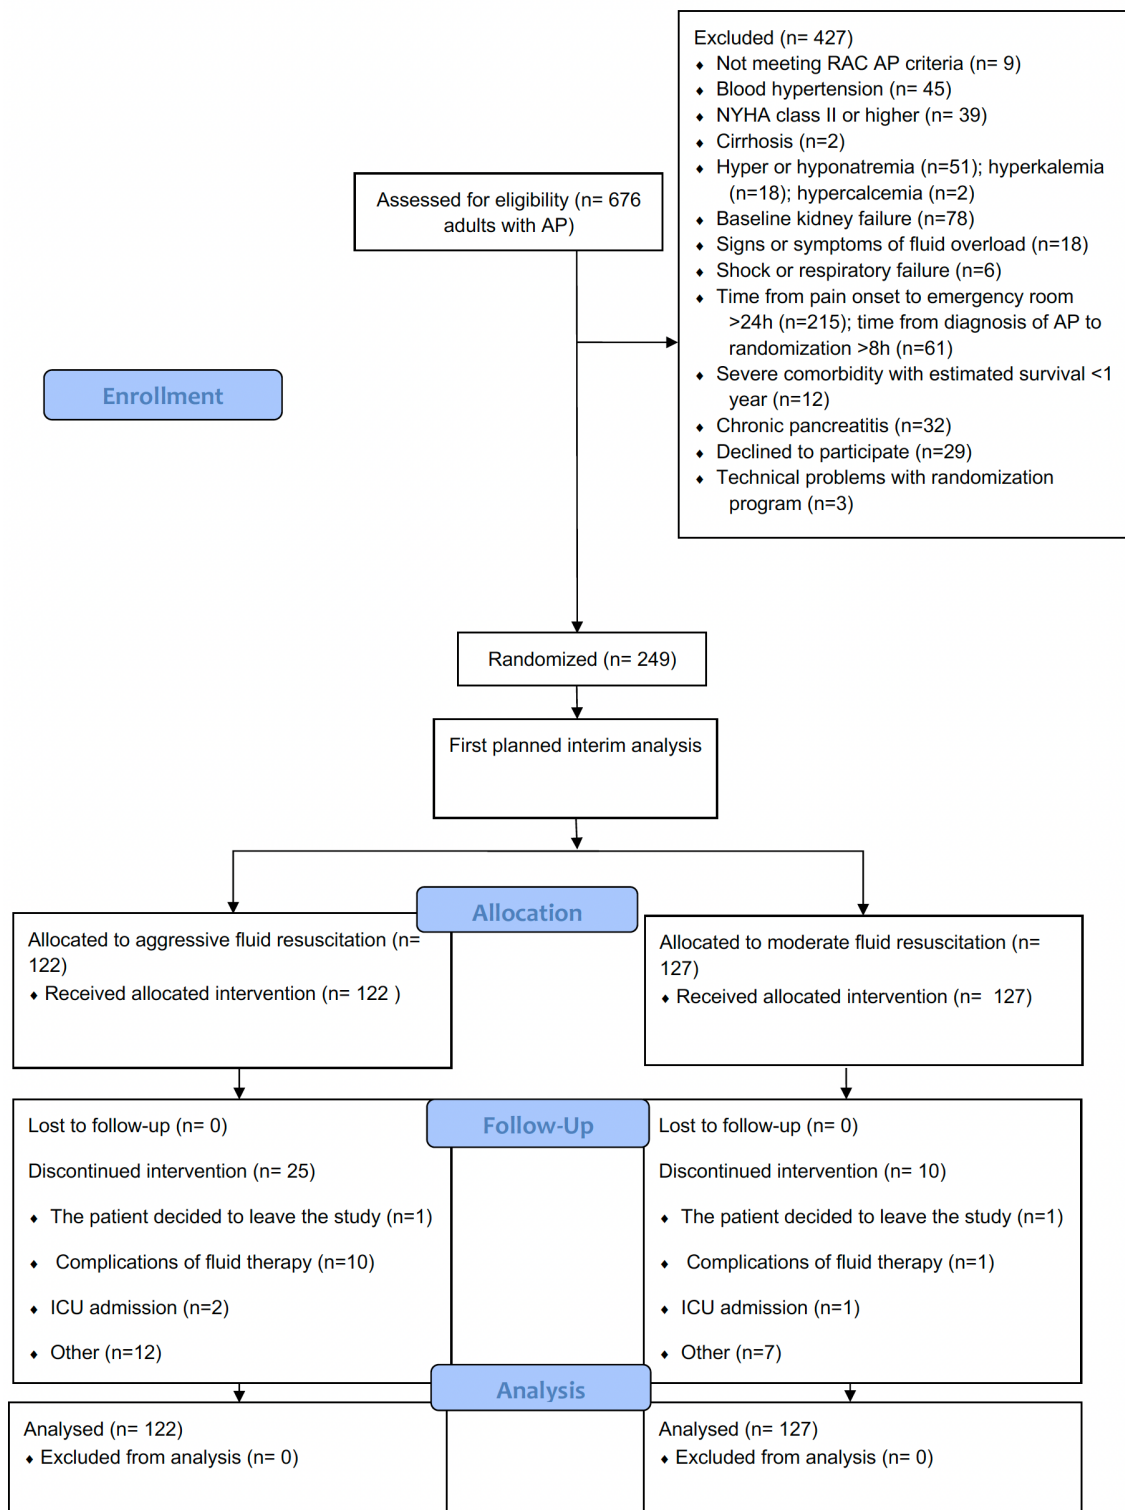 Excluded (n= 427)
♦ Not meeting RAC AP criteria (n= 9)
♦ Blood hypertension (n= 45)
♦ NYHA class II or higher (n= 39)
♦ Cirrhosis (n=2)
♦ Hyper or hyponatremia (n=51); hyperkalemia
(n=18); hypercalcemia (n=2)
♦ Baseline kidney failure (n=78)
♦ Signs or symptoms of fluid overload (n=18)
♦ Shock or respiratory failure (n=6)
♦ Time from pain onset to emergency room
>24h (n=215); time from diagnosis of AP to
randomization >8h (n=61)
♦ Severe comorbidity with estimated survival <1
year (n=12)
♦ Chronic pancreatitis (n=32)
♦ Declined to participate (n=29)
♦ Technical problems with randomization
program (n=3)
Assessed for eligibility (n= 676
adults with AP)
Enrollment
Randomized (n= 249)
First planned interim analysis
Allocation
Allocated to aggressive fluid resuscitation (n=
122)
♦ Received allocated intervention (n= 122 )
Allocated to moderate fluid resuscitation (n=
127)
♦ Received allocated intervention (n=  127)
Follow-Up
Lost to follow-up (n= 0)
Discontinued intervention (n= 25)
♦ The patient decided to leave the study (n=1)
♦ Complications of fluid therapy (n=10)
♦ ICU admission (n=2)
♦ Other (n=12)
Lost to follow-up (n= 0)
Discontinued intervention (n= 10)
♦ The patient decided to leave the study (n=1)
♦ Complications of fluid therapy (n=1)
♦ ICU admission (n=1)
♦ Other (n=7)
Analysis
Analysed (n= 122)
♦ Excluded from analysis (n= 0)
Analysed (n= 127)
♦ Excluded from analysis (n= 0)